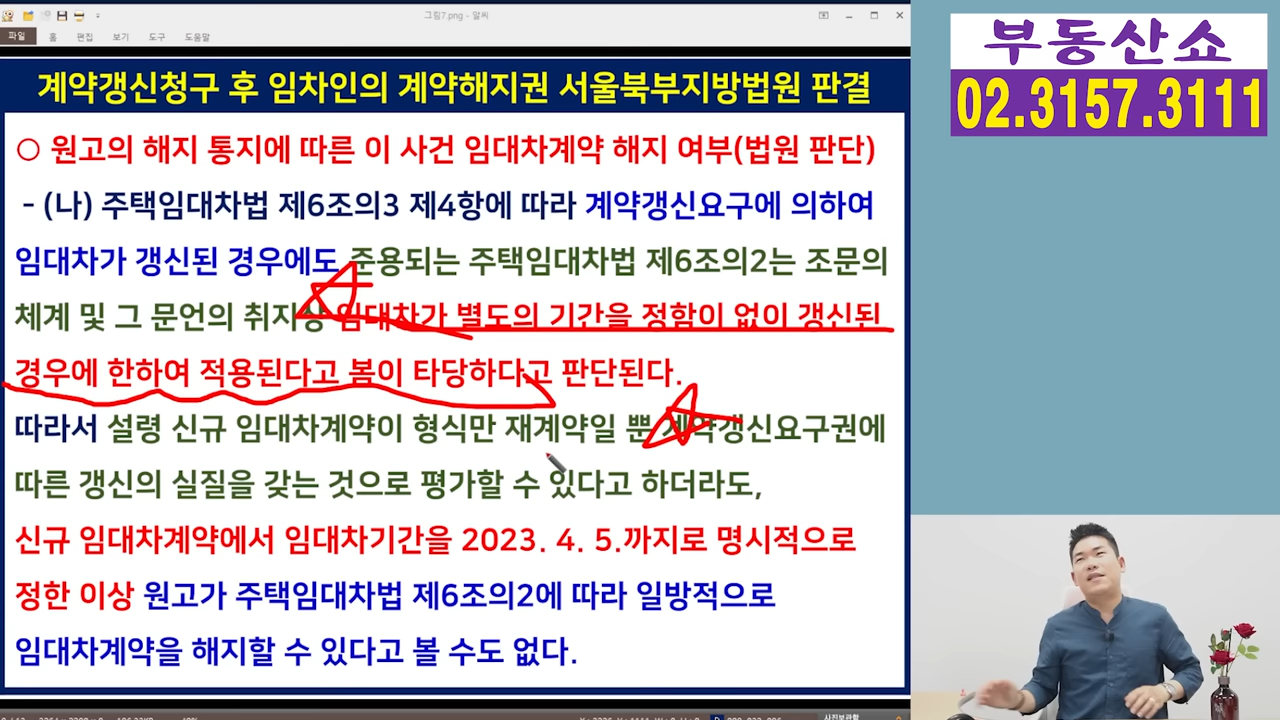 그림7.png - 알씨
파일 홈 편집 보기 도구 도움말
계약갱신청구 후 임차인의 계약해지권 서울북부지방법원 판결
○ 원고의 해지 통지에 따른 이 사건 임대차계약 해지 여부(법원 판단)
- (나) 주택임대차법 제6조의3 제4항에 따라 계약갱신요구에 의하여
임대차가 갱신된 경우에도 준용되는 주택임대차법 제6조의2는 조문의
체계 및 그 문언의 취지상 임대차가 별도의 기간을 정함이 없이 갱신된
경우에 한하여 적용된다고 봄이 타당하다고 판단된다.
따라서 설령 신규 임대차계약이 형식만 재계약일 뿐 계약갱신요구권에
따른 갱신의 실질을 갖는 것으로 평가할 수 있다고 하더라도,
신규 임대차계약에서 임대차기간을 2023. 4. 5.까지로 명시적으로
정한 이상 원고가 주택임대차법 제6조의2에 따라 일방적으로
임대차계약을 해지할 수 있다고 볼 수도 없다.
부동산쇼
02.3157.3111